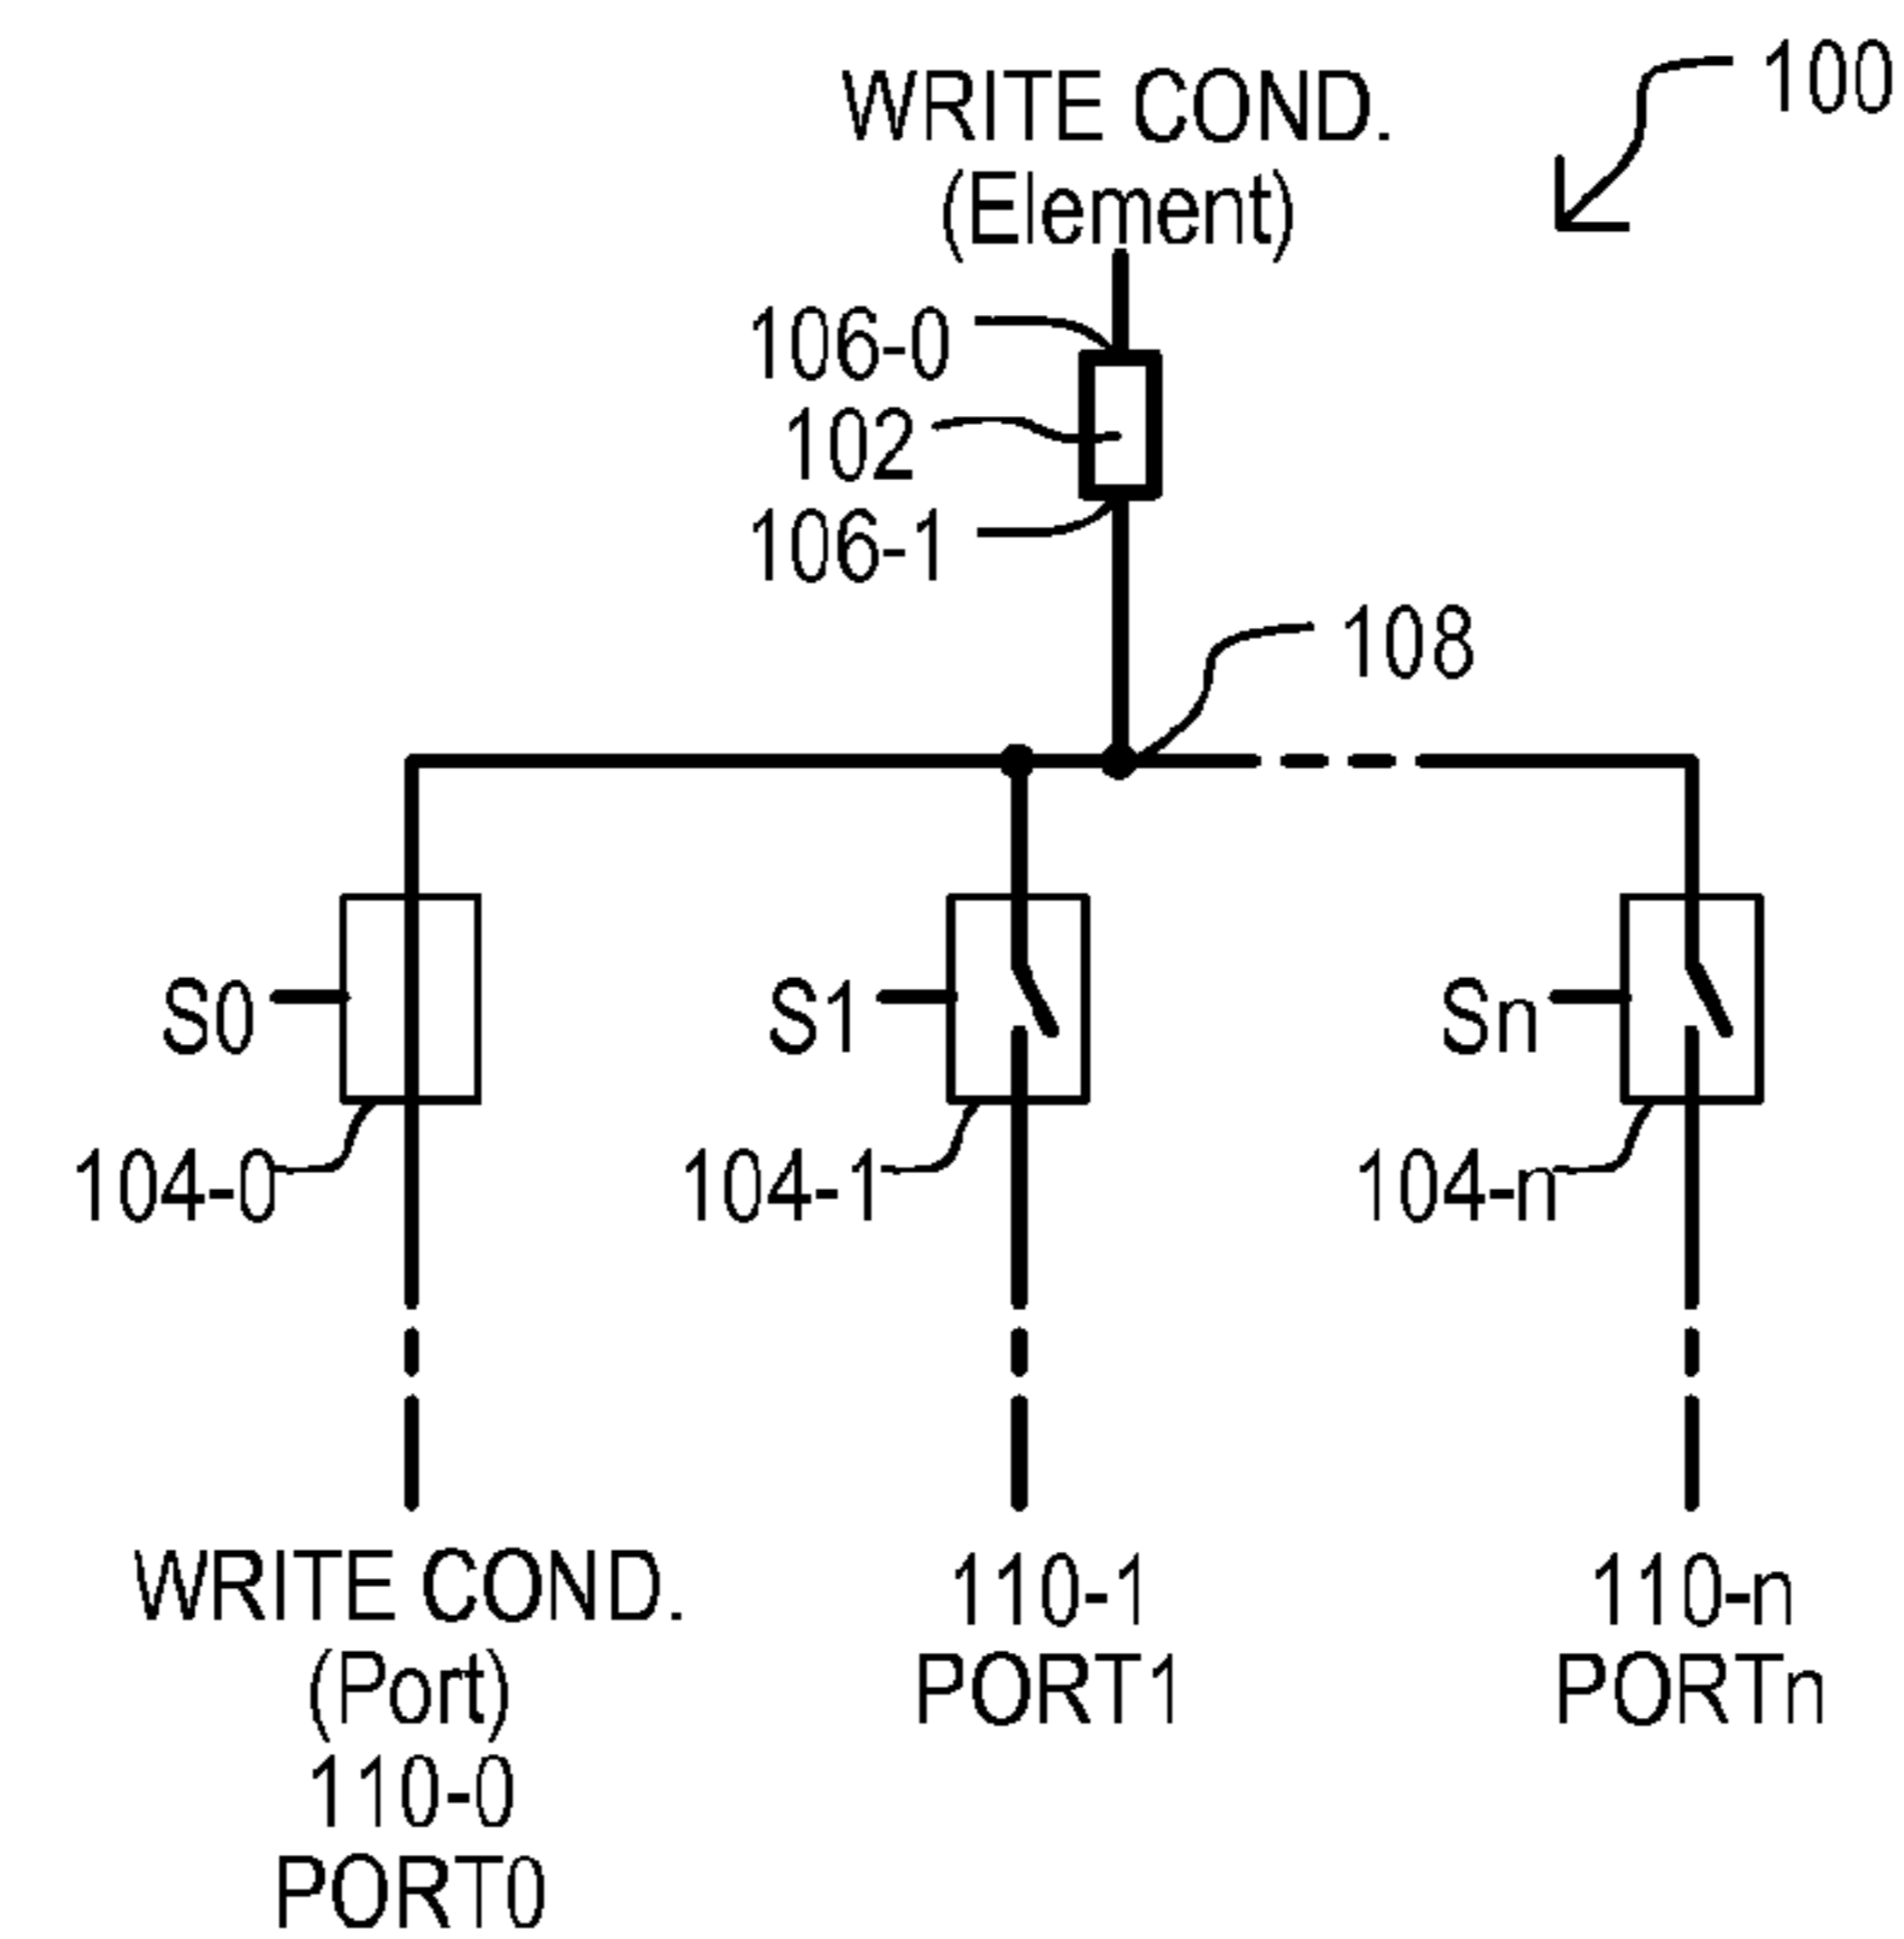 WRITE COND.
(Element)
100
106-0
102
106-1
108
S0
S1
Sn
104-0
104-1
104-n
WRITE COND.
(Port)
110-0
PORT0
110-1
PORT1
110-n
PORTn